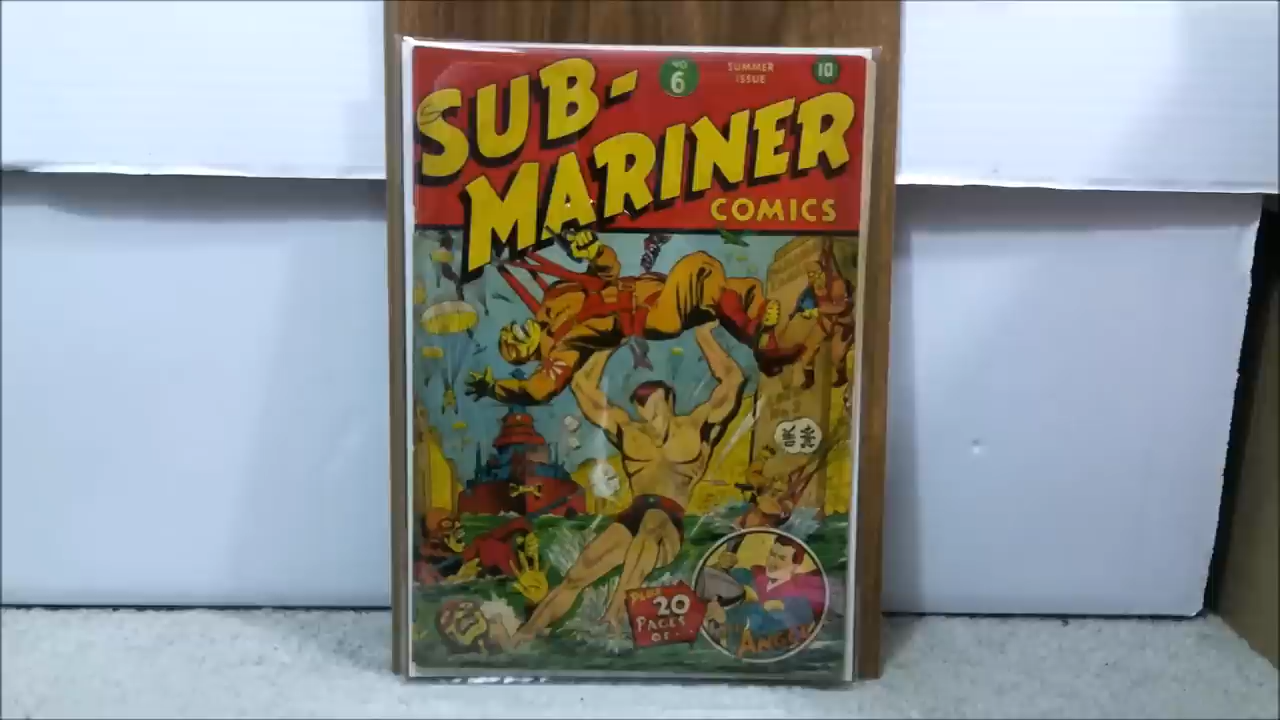 NO 6
SUMMER
ISSUE
10
SUB-
MARINER
COMICS
PLUS
20
PAGES
OF..
ANGEL